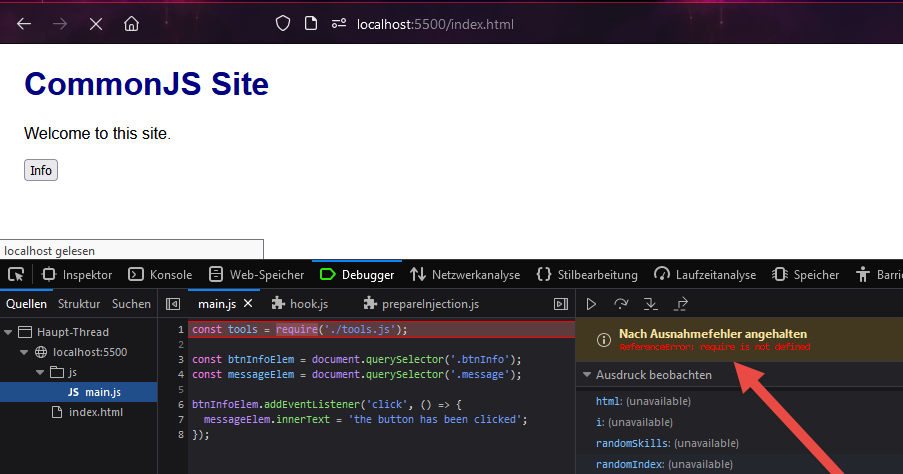 localhost:5500/index.html
CommonJS Site
Welcome to this site.
Info
localhost gelesen
Inspektor Konsole Web-Speicher Debugger Netzwerkanalyse Stilbearbeitung Laufzeitanalyse Speicher Barri
Quellen Struktur Suchen
main.js hook.js prepareInjection.js
Haupt-Thread
localhost:5500
js
JS main.js
index.html
1 const tools = require('./tools.js');
2
3 const btnInfoElem = document.querySelector('.btnInfo');
4 const messageElem = document.querySelector('.message');
5
6 btnInfoElem.addEventListener('click', () => {
7 messageElem.innerText = 'the button has been clicked';
8 });
Nach Ausnahmefehler angehalten
ReferenceError: require is not defined
Ausdruck beobachten
html: (unavailable)
i: (unavailable)
randomSkills: (unavailable)
randomIndex: (unavailable)